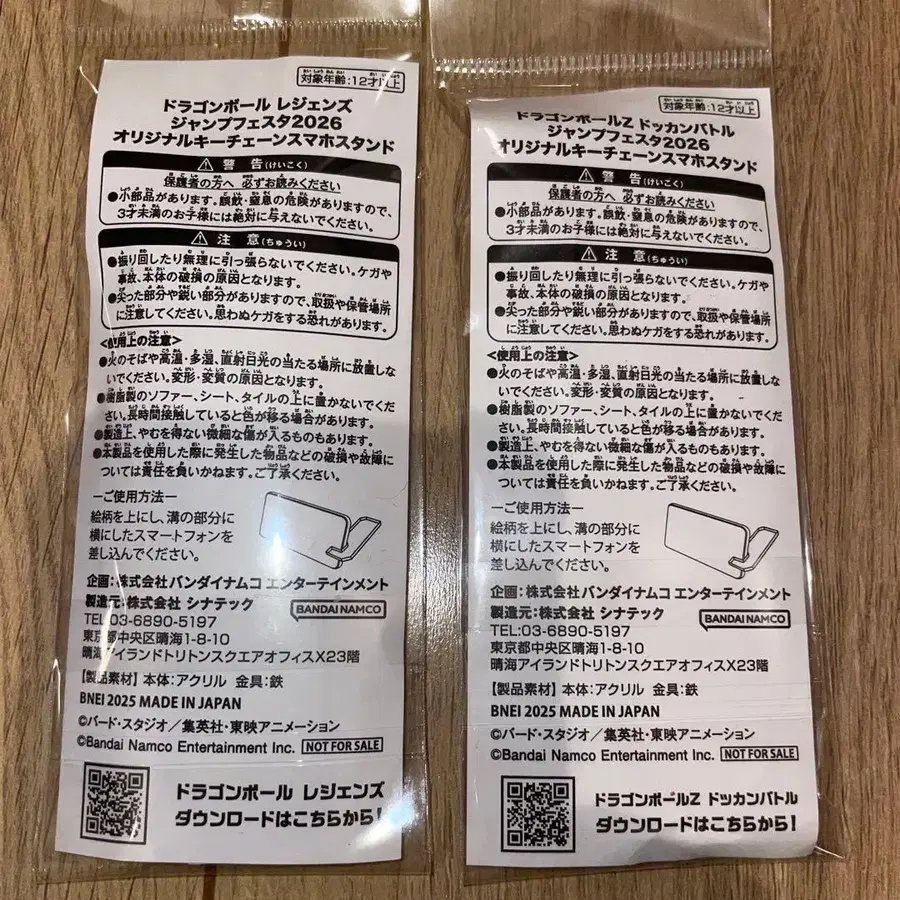 対象年齢:12才以上
ドラゴンボール レジェンズ
ジャンプフェスタ2026
オリジナルキーチェーンスマホスタンド
⚠ 警告(けいこく)
保護者の方へ 必ずお読みください
●小部品があります。誤飲・窒息の危険がありますので、
3才未満のお子様には絶対に与えないでください。
⚠ 注意(ちゅうい)
●振り回したり無理に引っ張らないでください。ケガや
事故、本体の破損の原因となります。
●尖った部分や鋭い部分がありますので、取扱や保管場所
に注意してください。思わぬケガをする恐れがあります。
<使用上の注意>
●火のそばや高温・多湿、直射日光の当たる場所に放置しな
いでください。変形・変質の原因となります。
●樹脂製のソファー、シート、タイルの上に置かないでくだ
さい。長時間接触していると色が移る場合があります。
●製造上、やむを得ない微細な傷が入るものもあります。
●本製品を使用した際に発生した物品などの破損や故障に
ついては責任を負いかねます。ご了承ください。
ーご使用方法ー
絵柄を上にし、溝の部分に
横にしたスマートフォンを
差し込んでください。
企画:株式会社バンダイナムコ エンターテインメント
製造元:株式会社 シナテック
BANDAI NAMCO
TEL:03-6890-5197
東京都中央区晴海1-8-10
晴海アイランドトリトンスクエアオフィスX23階
【製品素材】本体:アクリル 金具:鉄
BNEI 2025 MADE IN JAPAN
©バード・スタジオ／集英社・東映アニメーション
©Bandai Namco Entertainment Inc. NOT FOR SALE
ドラゴンボール レジェンズ
ダウンロードはこちらから!
対象年齢:12才以上
ドラゴンボールZ ドッカンバトル
ジャンプフェスタ2026
オリジナルキーチェーンスマホスタンド
⚠ 警告(けいこく)
保護者の方へ 必ずお読みください
●小部品があります。誤飲・窒息の危険がありますので、
3才未満のお子様には絶対に与えないでください。
⚠ 注意(ちゅうい)
●振り回したり無理に引っ張らないでください。ケガや
事故、本体の破損の原因となります。
●尖った部分や鋭い部分がありますので、取扱や保管場所
に注意してください。思わぬケガをする恐れがあります。
<使用上の注意>
●火のそばや高温・多湿、直射日光の当たる場所に放置しな
いでください。変形・変質の原因となります。
●樹脂製のソファー、シート、タイルの上に置かないでくだ
さい。長時間接触していると色が移る場合があります。
●製造上、やむを得ない微細な傷が入るものもあります。
●本製品を使用した際に発生した物品などの破損や故障に
ついては責任を負いかねます。ご了承ください。
ーご使用方法ー
絵柄を上にし、溝の部分に
横にしたスマートフォンを
差し込んでください。
企画:株式会社バンダイナムコ エンターテインメント
製造元:株式会社 シナテック
BANDAI NAMCO
TEL:03-6890-5197
東京都中央区晴海1-8-10
晴海アイランドトリトンスクエアオフィスX23階
【製品素材】本体:アクリル 金具:鉄
BNEI 2025 MADE IN JAPAN
©バード・スタジオ／集英社・東映アニメーション
©Bandai Namco Entertainment Inc. NOT FOR SALE
ドラゴンボールZ ドッカンバトル
ダウンロードはこちらから!